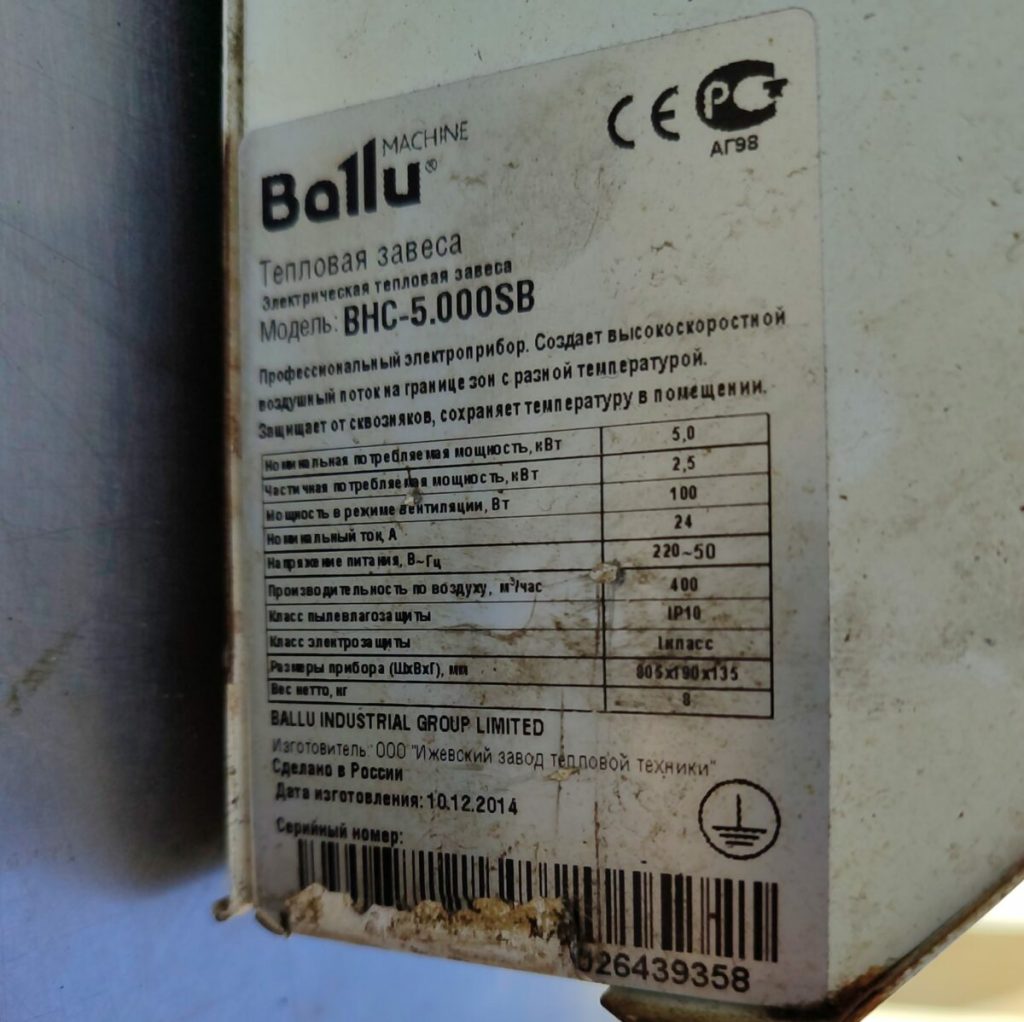 MACHINE
Ballu®
CE РС
АГ98
Тепловая завеса
Электрическая тепловая завеса
Модель: BHC-5.000SB
Профессиональный электроприбор. Создает высокоскоростной
воздушный поток на границе зон с разной температурой.
Защищает от сквозняков, сохраняет температуру в помещении.
Номинальная потребляемая мощность, кВт 5,0
Частичная потребляемая мощность, кВт 2,5
Мощность в режиме вентиляции, Вт 100
Номинальный ток, А 24
Напряжение питания, В~Гц 220~50
Производительность по воздуху, м³/час 400
Класс пылевлагозащиты IP10
Класс электрозащиты I класс
Размеры прибора (ШхВхГ), мм 805х190х135
Вес нетто, кг 8
BALLU INDUSTRIAL GROUP LIMITED
Изготовитель: ООО "Ижевский завод тепловой техники"
Сделано в России
Дата изготовления: 10.12.2014
Серийный номер:
26439358